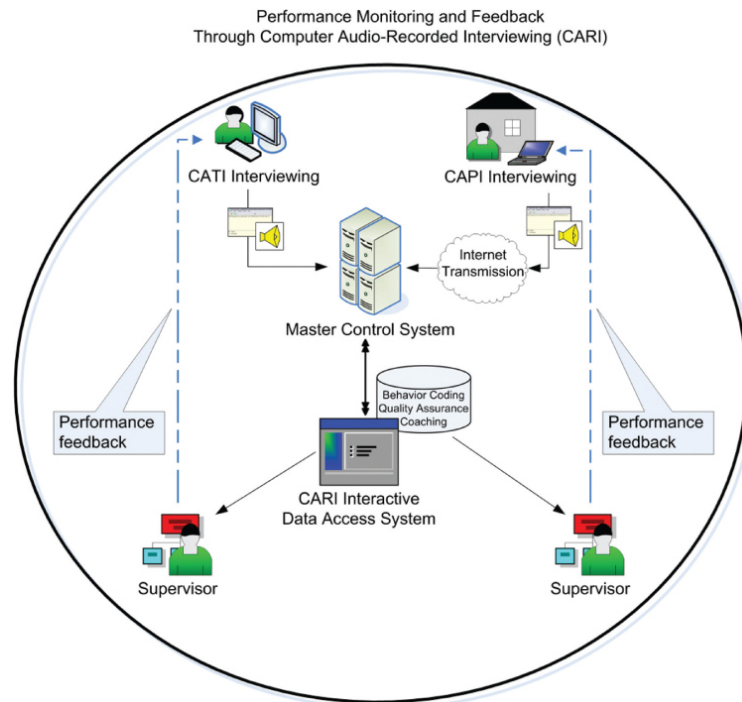 Performance Monitoring and Feedback
Through Computer Audio-Recorded Interviewing (CARI)
CATI Interviewing
CAPI Interviewing
Internet
Transmission
Master Control System
Behavior Coding
Quality Assurance
Coaching
Performance
feedback
Performance
feedback
CARI Interactive
Data Access System
Supervisor
Supervisor